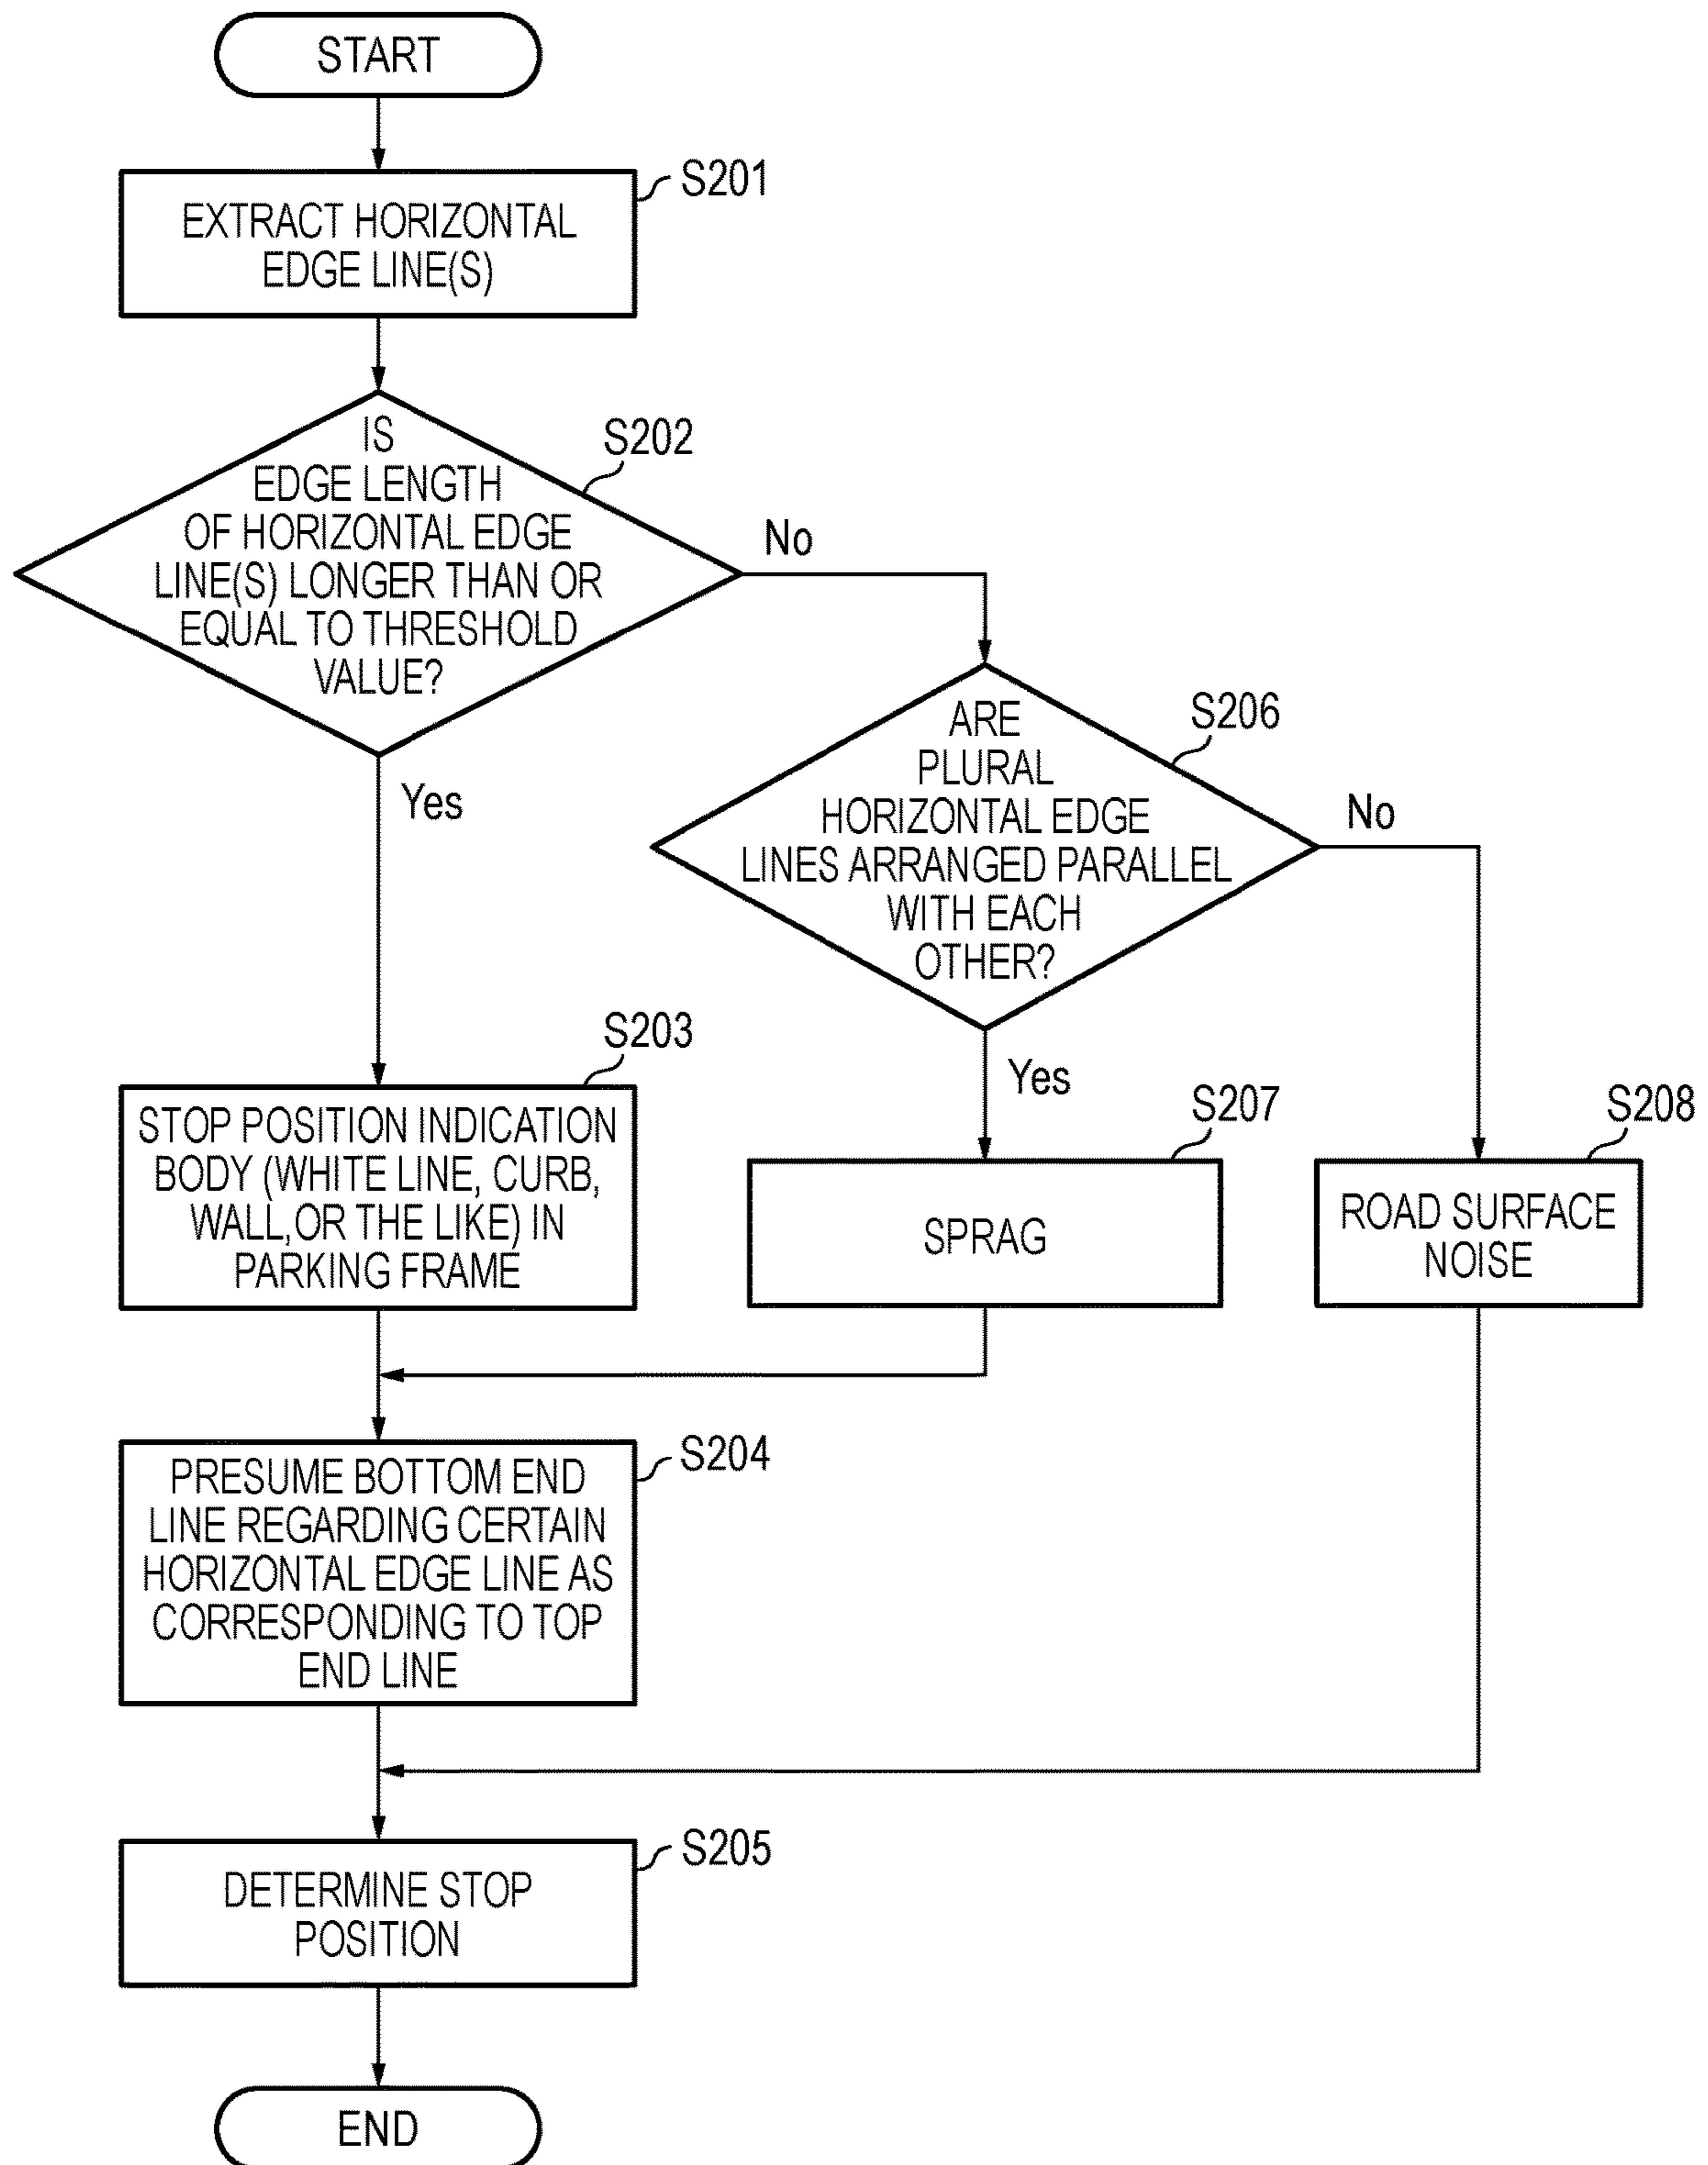 START
S201
EXTRACT HORIZONTAL
EDGE LINE(S)
S202
IS
EDGE LENGTH
OF HORIZONTAL EDGE
LINE(S) LONGER THAN OR
EQUAL TO THRESHOLD
VALUE?
No
Yes
S206
ARE
PLURAL
HORIZONTAL EDGE
LINES ARRANGED PARALLEL
WITH EACH
OTHER?
No
Yes
S203
STOP POSITION INDICATION
BODY (WHITE LINE, CURB,
WALL,OR THE LIKE) IN
PARKING FRAME
S207
SPRAG
S208
ROAD SURFACE
NOISE
S204
PRESUME BOTTOM END
LINE REGARDING CERTAIN
HORIZONTAL EDGE LINE AS
CORRESPONDING TO TOP
END LINE
S205
DETERMINE STOP
POSITION
END